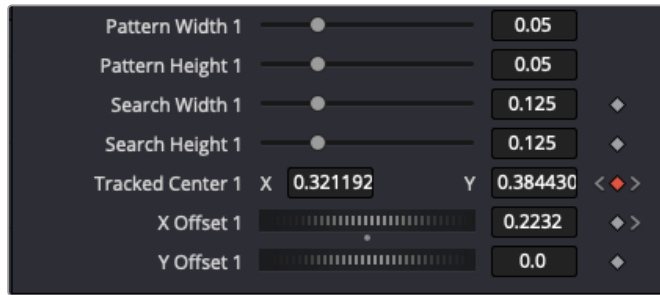 Pattern Width 1 0.05
Pattern Height 1 0.05
Search Width 1 0.125
Search Height 1 0.125
Tracked Center 1 X 0.321192 Y 0.384430
X Offset 1 0.2232
Y Offset 1 0.0